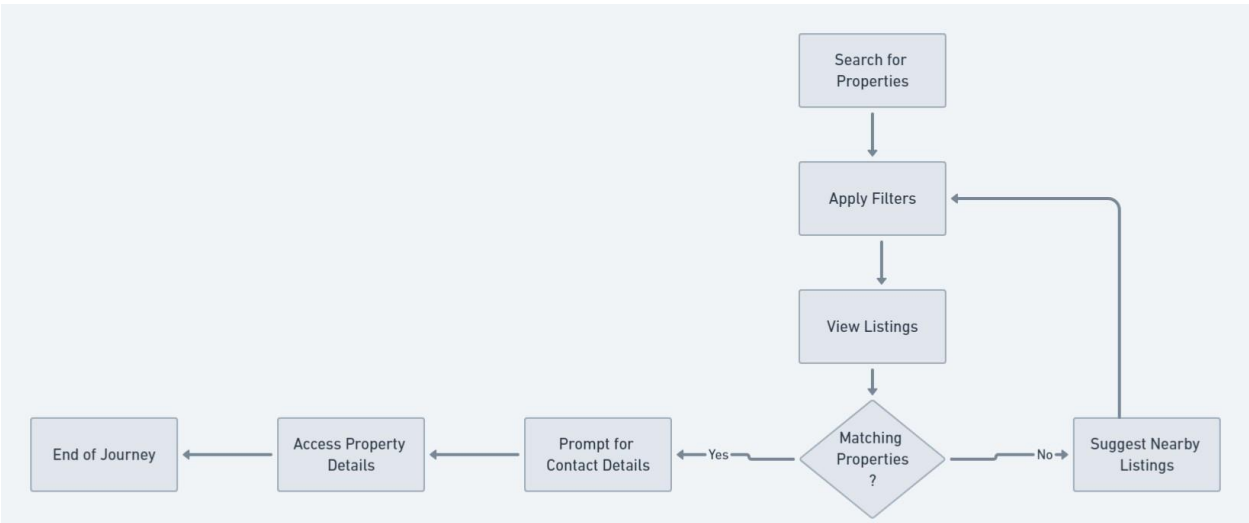 Search for
Properties
Apply Filters
View Listings
Matching
Properties
?
Yes
No
Prompt for
Contact Details
Access Property
Details
End of Journey
Suggest Nearby
Listings